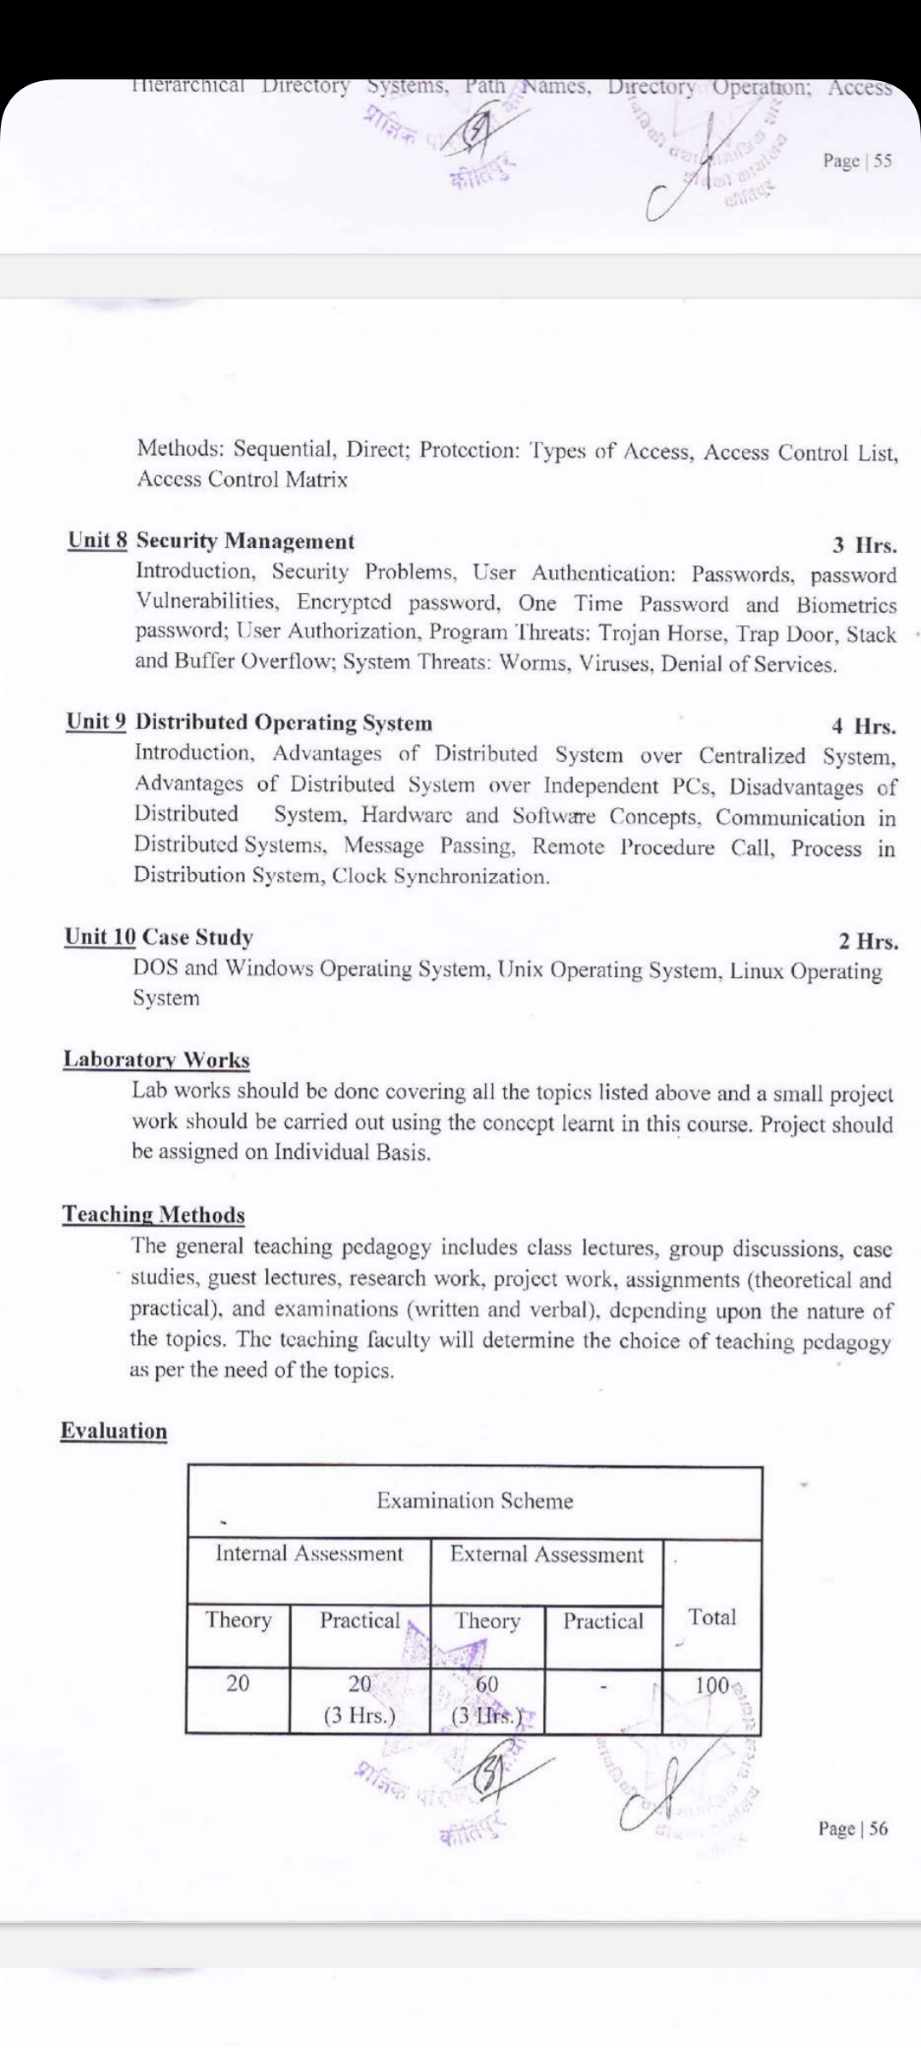 Hierarchical Directory Systems, Path Names, Directory Operation; Access
प्राज्ञिक
कीर्तिपुर
कीर्तिपुर
Page | 55
Methods: Sequential, Direct; Protection: Types of Access, Access Control List,
Access Control Matrix
Unit 8 Security Management 3 Hrs.
Introduction, Security Problems, User Authentication: Passwords, password
Vulnerabilities, Encrypted password, One Time Password and Biometrics
password; User Authorization, Program Threats: Trojan Horse, Trap Door, Stack
and Buffer Overflow; System Threats: Worms, Viruses, Denial of Services.
Unit 9 Distributed Operating System 4 Hrs.
Introduction, Advantages of Distributed System over Centralized System,
Advantages of Distributed System over Independent PCs, Disadvantages of
Distributed System, Hardware and Software Concepts, Communication in
Distributed Systems, Message Passing, Remote Procedure Call, Process in
Distribution System, Clock Synchronization.
Unit 10 Case Study 2 Hrs.
DOS and Windows Operating System, Unix Operating System, Linux Operating
System
Laboratory Works
Lab works should be done covering all the topics listed above and a small project
work should be carried out using the concept learnt in this course. Project should
be assigned on Individual Basis.
Teaching Methods
The general teaching pedagogy includes class lectures, group discussions, case
studies, guest lectures, research work, project work, assignments (theoretical and
practical), and examinations (written and verbal), depending upon the nature of
the topics. The teaching faculty will determine the choice of teaching pedagogy
as per the need of the topics.
Evaluation
Examination Scheme
Internal Assessment External Assessment
Theory Practical Theory Practical Total
20 20 60 - 100
(3 Hrs.) (3 Hrs.)
प्राज्ञिक
कीर्तिपुर
Page | 56